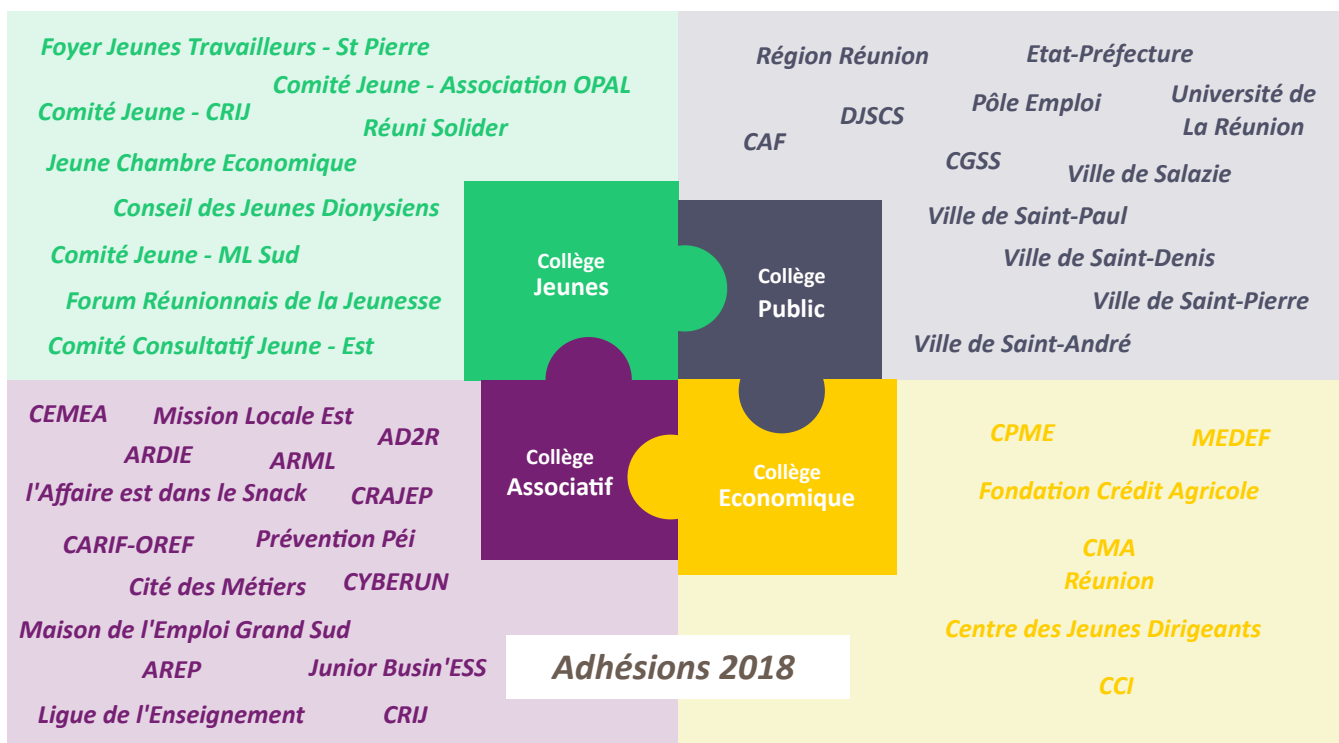 Foyer Jeunes Travailleurs - St Pierre
Comité Jeune - Association OPAL
Comité Jeune - CRIJ
Réuni Solider
Jeune Chambre Economique
Conseil des Jeunes Dionysiens
Comité Jeune - ML Sud
Forum Réunionnais de la Jeunesse
Comité Consultatif Jeune - Est
Collège
Jeunes
Région Réunion
Etat-Préfecture
Pôle Emploi
Université de
La Réunion
DJSCS
CAF
CGSS
Ville de Salazie
Ville de Saint-Paul
Ville de Saint-Denis
Ville de Saint-Pierre
Ville de Saint-André
Collège
Public
CEMEA
Mission Locale Est
AD2R
ARDIE
ARML
l'Affaire est dans le Snack
CRAJEP
CARIF-OREF
Prévention Péi
Cité des Métiers
CYBERUN
Maison de l'Emploi Grand Sud
AREP
Junior Busin'ESS
Ligue de l'Enseignement
CRIJ
Collège
Associatif
Collège
Economique
CPME
MEDEF
Fondation Crédit Agricole
CMA
Réunion
Centre des Jeunes Dirigeants
CCI
Adhésions 2018